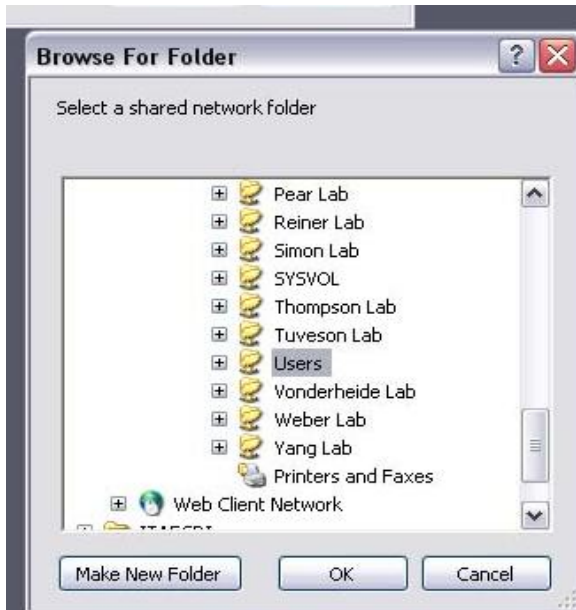 Browse For Folder
Select a shared network folder
Pear Lab
Reiner Lab
Simon Lab
SYSVOL
Thompson Lab
Tuveson Lab
Users
Vonderheide Lab
Weber Lab
Yang Lab
Printers and Faxes
Web Client Network
Make New Folder
OK
Cancel